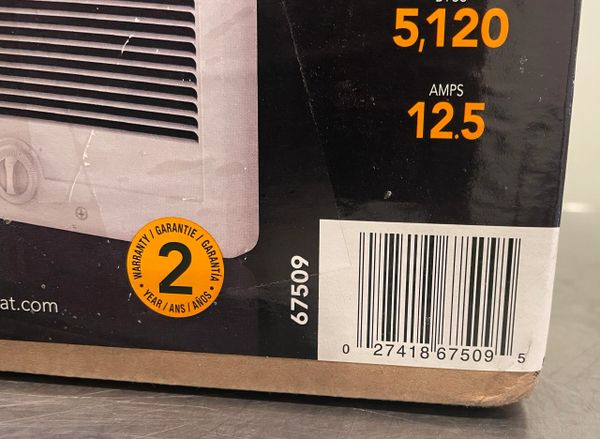 5,120
AMPS
12.5
WARRANTY / GARANTIE / GARANTÍA
2
• YEAR / ANS / AÑOS •
at.com
67509
0 27418 67509 5